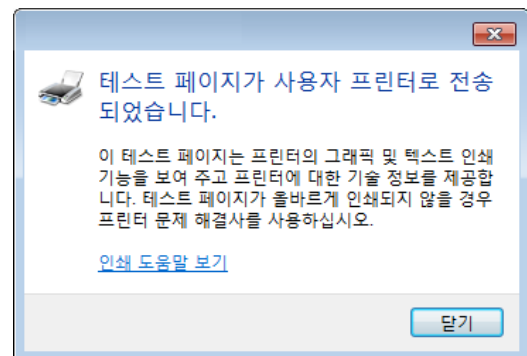 테스트 페이지가 사용자 프린터로 전송
되었습니다.
이 테스트 페이지는 프린터의 그래픽 및 텍스트 인쇄
기능을 보여 주고 프린터에 대한 기술 정보를 제공합
니다. 테스트 페이지가 올바르게 인쇄되지 않을 경우
프린터 문제 해결사를 사용하십시오.
인쇄 도움말 보기
닫기